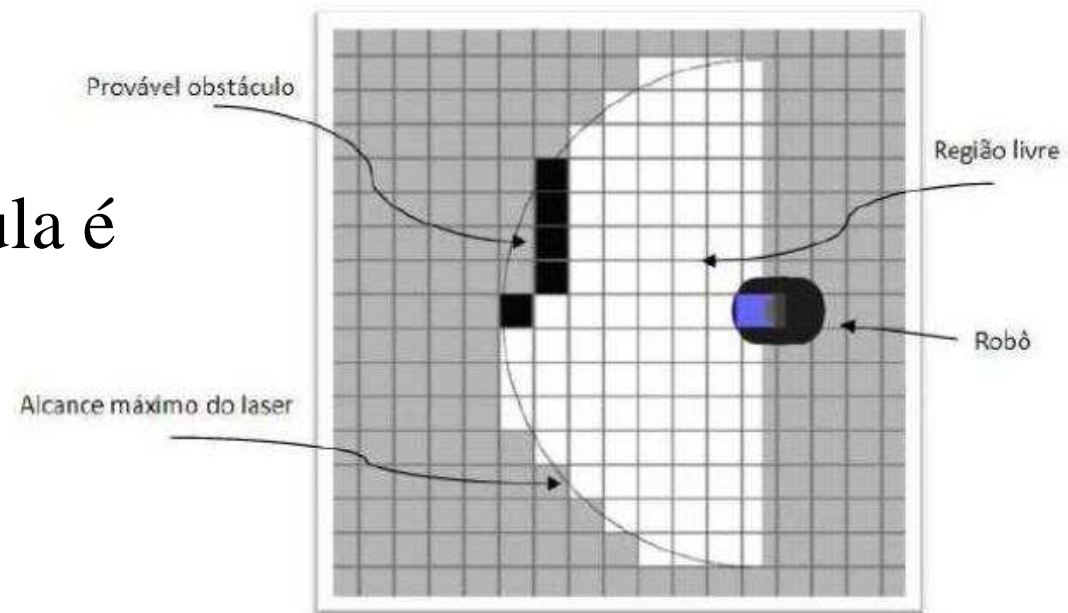 Provável obstáculo
Região livre
ula é
Robô
Alcance máximo do laser